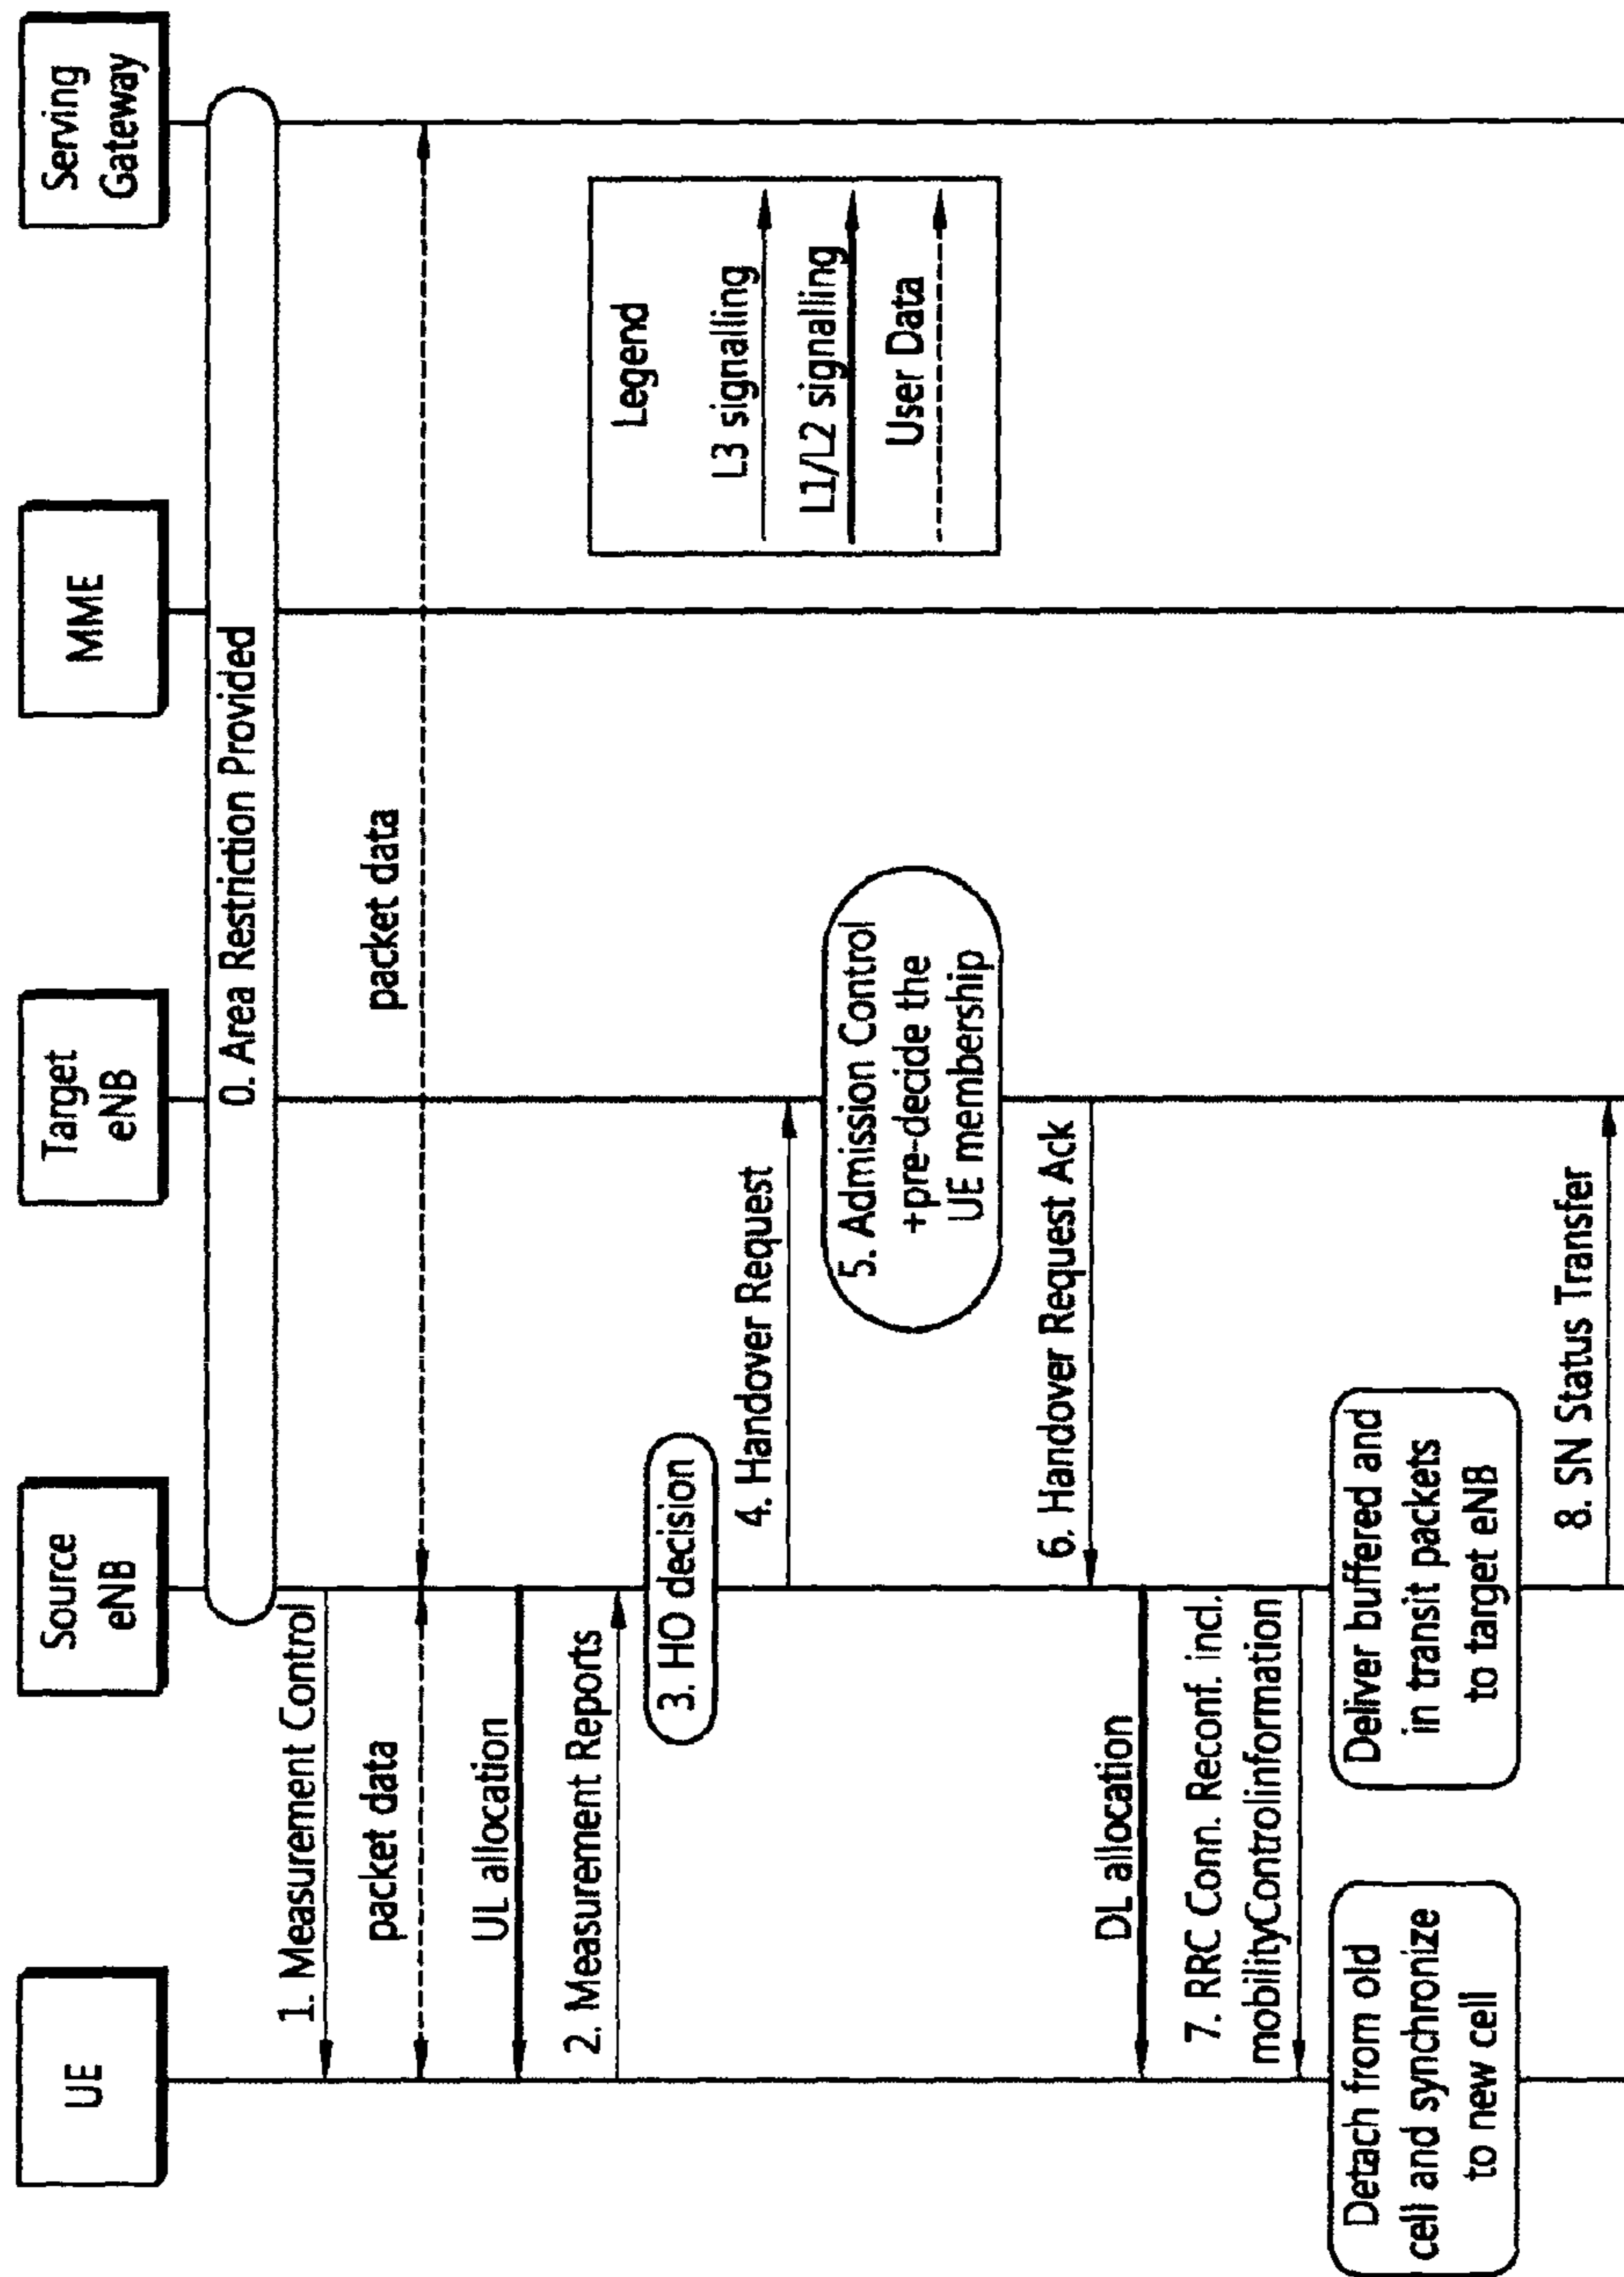 UE
Source
eNB
Target
eNB
MME
Serving
Gateway
0. Area Restriction Provided
1. Measurement Control
packet data
packet data
UL allocation
2. Measurement Reports
3. HO decision
Legend
L3 signalling
L1/L2 signalling
User Data
4. Handover Request
5. Admission Control
+pre-decide the
UE membership
6. Handover Request Ack
DL allocation
7. RRC Conn. Reconf. incl.
mobilityControlinformation
Detach from old
cell and synchronize
to new cell
Deliver buffered and
in transit packets
to target eNB
8. SN Status Transfer